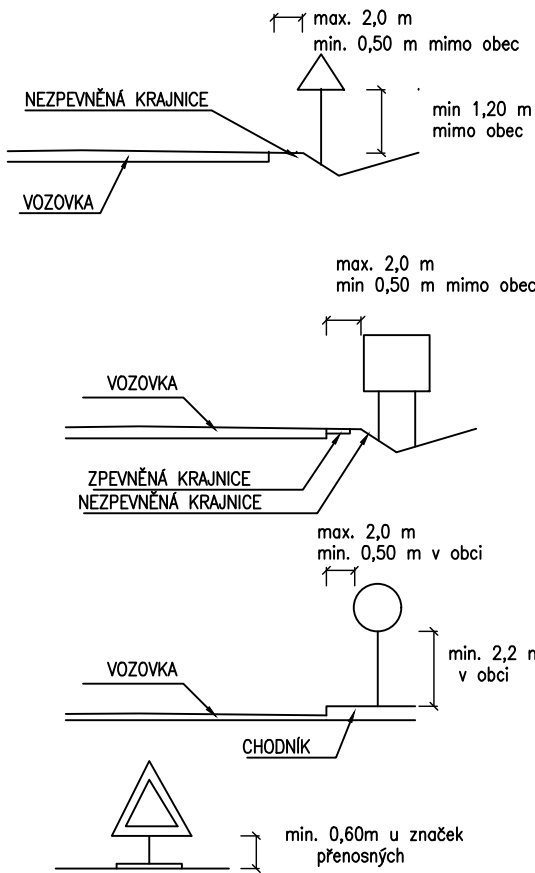 max. 2,0 m
min. 0,50 m mimo obec
NEZPEVNĚNÁ KRAJNICE
min 1,20 m
mimo obec
VOZOVKA
max. 2,0 m
min 0,50 m mimo obec
VOZOVKA
ZPEVNĚNÁ KRAJNICE
NEZPEVNĚNÁ KRAJNICE
max. 2,0 m
min. 0,50 m v obci
min. 2,2 m
v obci
VOZOVKA
CHODNÍK
min. 0,60m u značek
přenosných